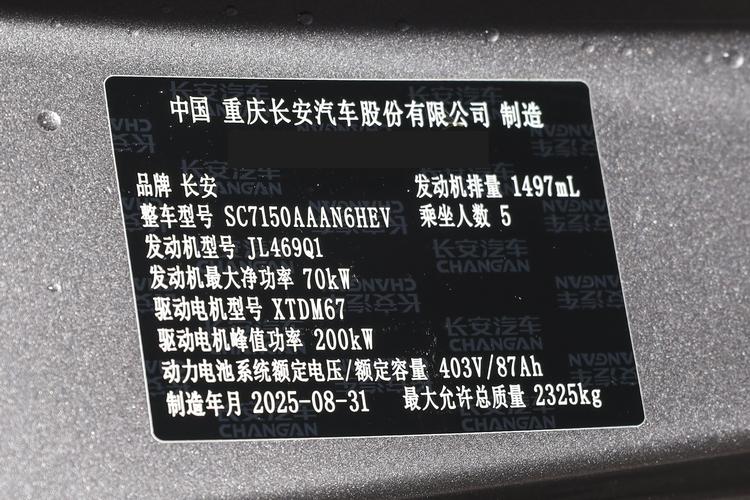 中国 重庆长安汽车股份有限公司 制造
品牌 长安 发动机排量 1497mL
整车型号 SC7150AAAN6HEV 乘坐人数 5
发动机型号 JL469Q1
发动机最大净功率 70kW
驱动电机型号 XTDM67
驱动电机峰值功率 200kW
动力电池系统额定电压/额定容量 403V/87Ah
制造年月 2025-08-31 最大允许总质量 2325kg
长安汽车
CHANGAN